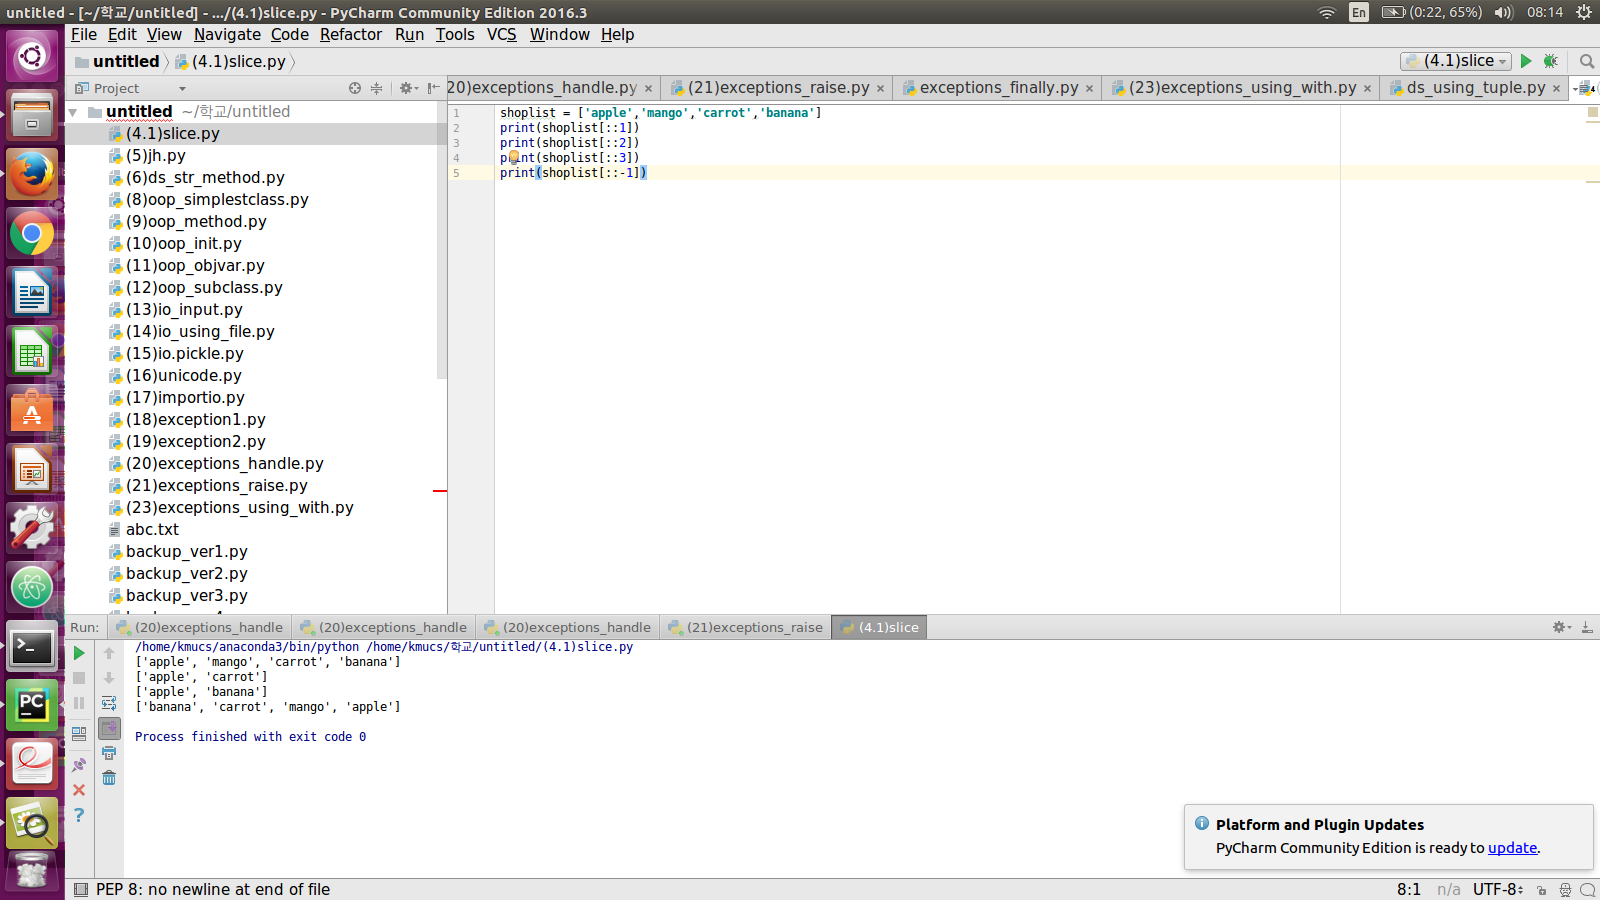 untitled - [~/학교/untitled] - .../(4.1)slice.py - PyCharm Community Edition 2016.3
En (0:22, 65%) 08:14
File Edit View Navigate Code Refactor Run Tools VCS Window Help
untitled (4.1)slice.py
(4.1)slice
Project
20)exceptions_handle.py × (21)exceptions_raise.py × exceptions_finally.py × (23)exceptions_using_with.py × ds_using_tuple.py ×
untitled ~/학교/untitled
(4.1)slice.py
(5)jh.py
(6)ds_str_method.py
(8)oop_simplestclass.py
(9)oop_method.py
(10)oop_init.py
(11)oop_objvar.py
(12)oop_subclass.py
(13)io_input.py
(14)io_using_file.py
(15)io.pickle.py
(16)unicode.py
(17)importio.py
(18)exception1.py
(19)exception2.py
(20)exceptions_handle.py
(21)exceptions_raise.py
(23)exceptions_using_with.py
abc.txt
backup_ver1.py
backup_ver2.py
backup_ver3.py
1 shoplist = ['apple','mango','carrot','banana']
2 print(shoplist[::1])
3 print(shoplist[::2])
4 print(shoplist[::3])
5 print(shoplist[::-1])
Run: (20)exceptions_handle (20)exceptions_handle (20)exceptions_handle (21)exceptions_raise (4.1)slice
/home/kmucs/anaconda3/bin/python /home/kmucs/학교/untitled/(4.1)slice.py
['apple', 'mango', 'carrot', 'banana']
['apple', 'carrot']
['apple', 'banana']
['banana', 'carrot', 'mango', 'apple']
Process finished with exit code 0
Platform and Plugin Updates
PyCharm Community Edition is ready to update.
PEP 8: no newline at end of file
8:1 n/a UTF-8